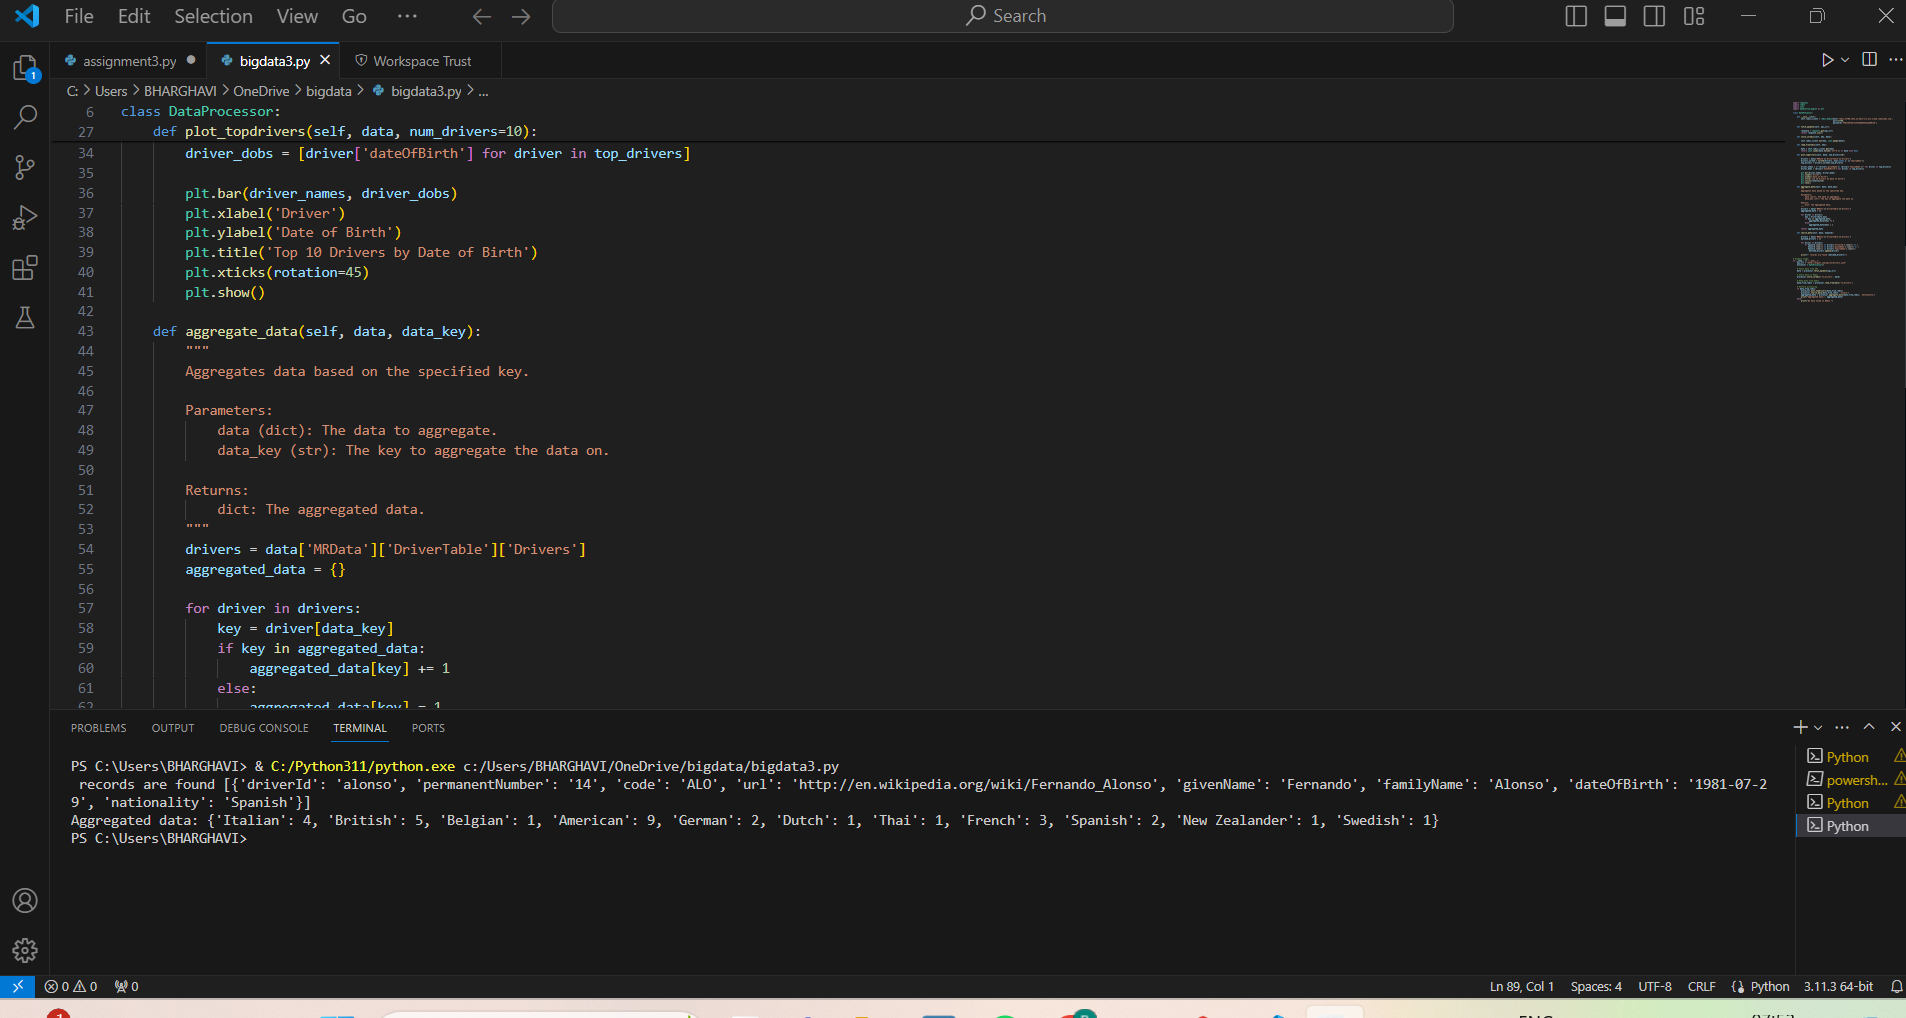 File Edit Selection View Go ... Search
1 assignment3.py bigdata3.py Workspace Trust
C: > Users > BHARGHAVI > OneDrive > bigdata > bigdata3.py > ...
6 class DataProcessor:
27 def plot_topdrivers(self, data, num_drivers=10):
34 driver_dobs = [driver['dateOfBirth'] for driver in top_drivers]
35
36 plt.bar(driver_names, driver_dobs)
37 plt.xlabel('Driver')
38 plt.ylabel('Date of Birth')
39 plt.title('Top 10 Drivers by Date of Birth')
40 plt.xticks(rotation=45)
41 plt.show()
42
43 def aggregate_data(self, data, data_key):
44 """
45 Aggregates data based on the specified key.
46
47 Parameters:
48 data (dict): The data to aggregate.
49 data_key (str): The key to aggregate the data on.
50
51 Returns:
52 dict: The aggregated data.
53 """
54 drivers = data['MRData']['DriverTable']['Drivers']
55 aggregated_data = {}
56
57 for driver in drivers:
58 key = driver[data_key]
59 if key in aggregated_data:
60 aggregated_data[key] += 1
61 else:
62 aggregated_data[key] = 1
PROBLEMS OUTPUT DEBUG CONSOLE TERMINAL PORTS
PS C:\Users\BHARGHAVI> & C:/Python311/python.exe c:/Users/BHARGHAVI/OneDrive/bigdata/bigdata3.py
records are found [{'driverId': 'alonso', 'permanentNumber': '14', 'code': 'ALO', 'url': 'http://en.wikipedia.org/wiki/Fernando_Alonso', 'givenName': 'Fernando', 'familyName': 'Alonso', 'dateOfBirth': '1981-07-2
9', 'nationality': 'Spanish'}]
Aggregated data: {'Italian': 4, 'British': 5, 'Belgian': 1, 'American': 9, 'German': 2, 'Dutch': 1, 'Thai': 1, 'French': 3, 'Spanish': 2, 'New Zealander': 1, 'Swedish': 1}
PS C:\Users\BHARGHAVI>
Python
powersh...
Python
Python
0 0 0 Ln 89, Col 1 Spaces: 4 UTF-8 CRLF Python 3.11.3 64-bit